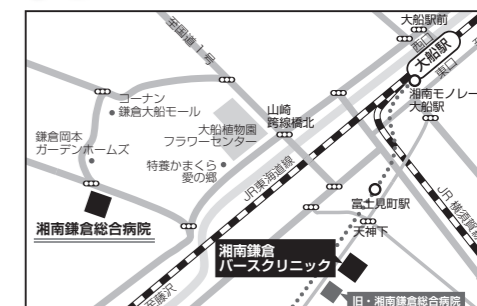 大船駅前
至国道1号
西口
大船駅
東口
湘南モノレー
大船駅
コーナン
鎌倉大船モール
山崎
跨線橋北
大船植物園
フラワーセンター
鎌倉岡本
ガーデンホームズ
特養かまくら
愛の郷
JR東海道線
富士見町駅
JR横須賀線
湘南鎌倉総合病院
天神下
湘南鎌倉
バースクリニック
至藤沢
旧・湘南鎌倉総合病院